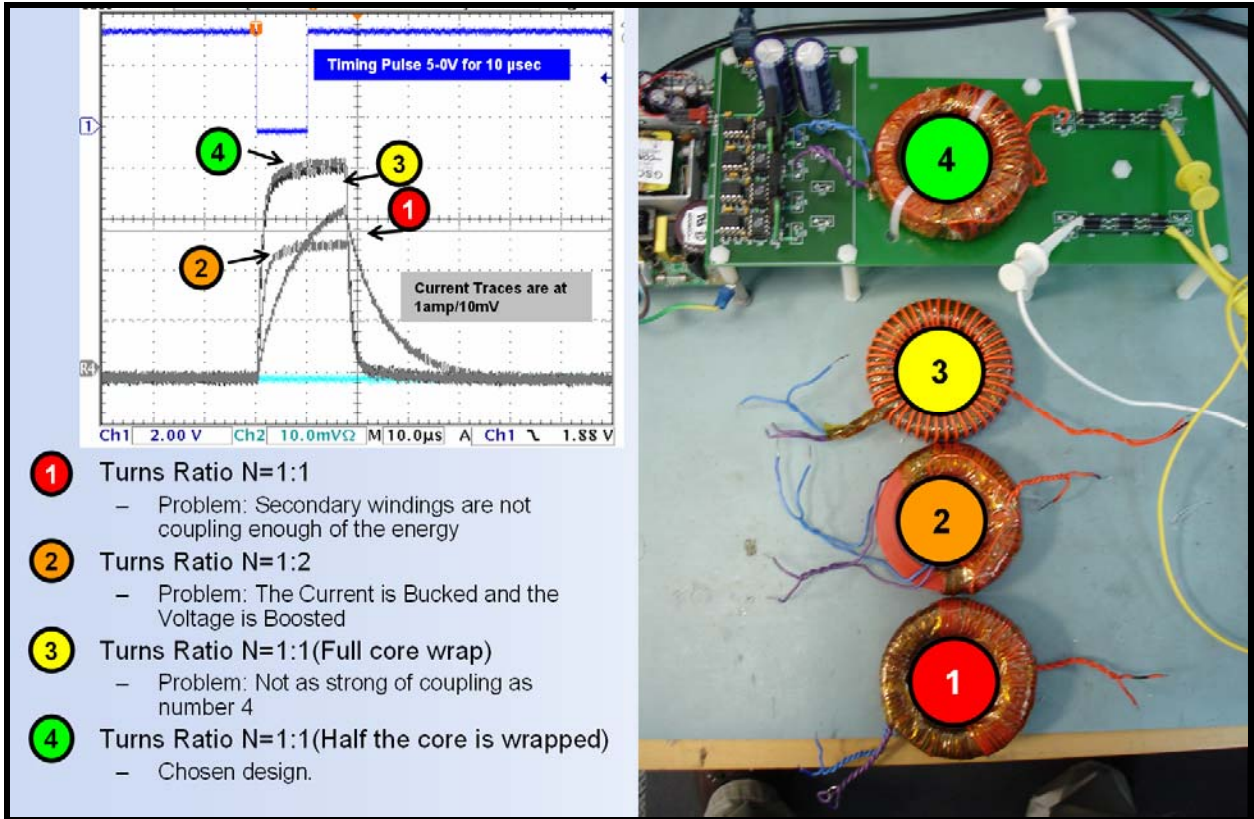 T
Timing Pulse 5-0V for 10 µsec
1
4
3
1
2
Current Traces are at
1amp/10mV
R4
Ch1 2.00 V Ch2 10.0mVΩ M 10.0µs A Ch1 1.88 V
1 Turns Ratio N=1:1
– Problem: Secondary windings are not
coupling enough of the energy
2 Turns Ratio N=1:2
– Problem: The Current is Bucked and the
Voltage is Boosted
3 Turns Ratio N=1:1(Full core wrap)
– Problem: Not as strong of coupling as
number 4
4 Turns Ratio N=1:1(Half the core is wrapped)
– Chosen design.
4
3
2
1